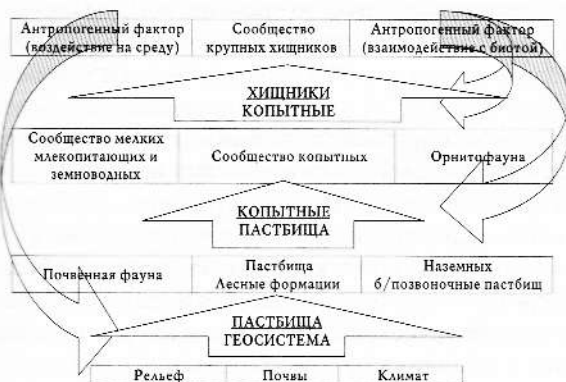 Антропогенный фактор
(воздействие на среду)
Сообщество
крупных хищников
Антропогенный фактор
(взаимодействие с биотой)
ХИЩНИКИ
КОПЫТНЫЕ
Сообщество мелких
млекопитающих и
земноводных
Сообщество копытных
Орнитофауна
КОПЫТНЫЕ
ПАСТБИЩА
Почвенная фауна
Пастбища
Лесные формации
Наземных
б/позвоночные пастбищ
ПАСТБИЩА
ГЕОСИСТЕМА
Рельеф
Почвы
Климат